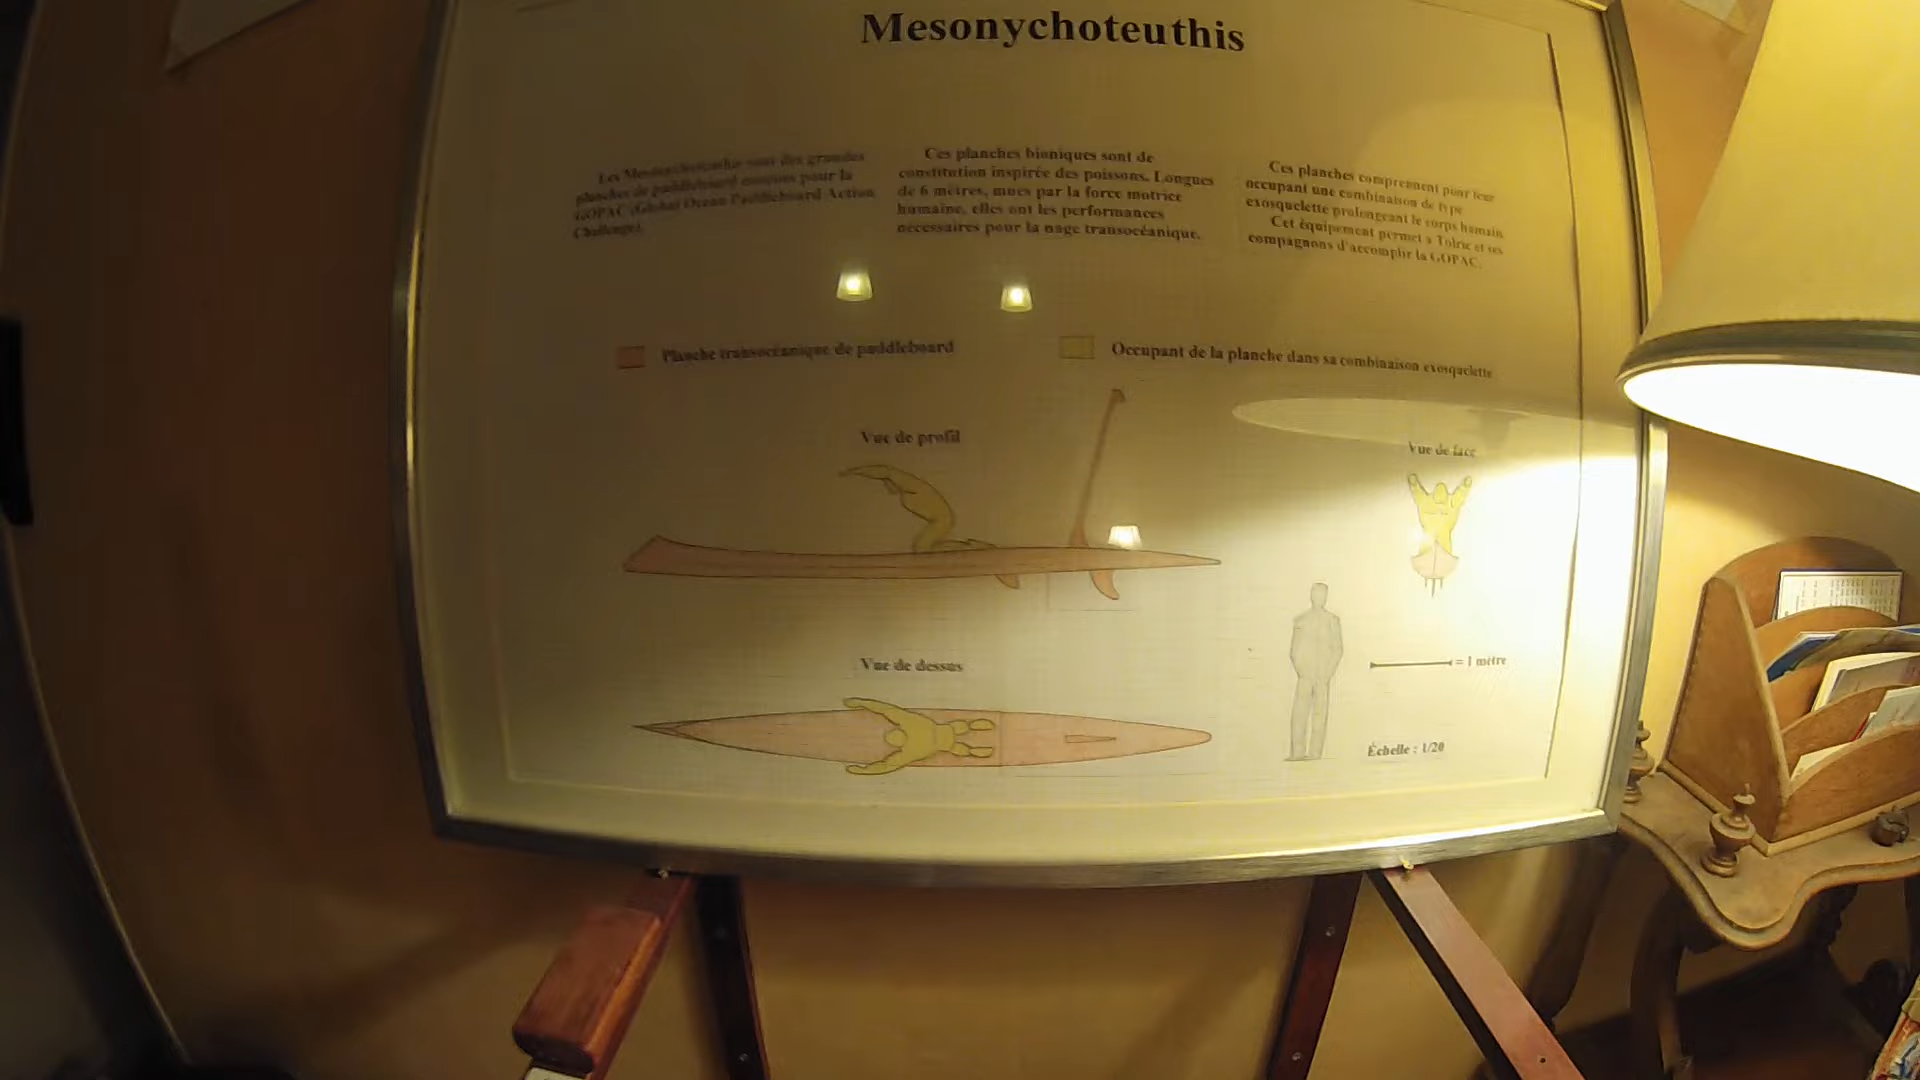 Mesonychoteuthis
Les Mesonychoteuthis sont des grandes
planches de paddleboard conçues pour la
GOPAC (Global Ocean Paddleboard Action
Challenge).
Ces planches bioniques sont de
constitution inspirée des poissons. Longues
de 6 mètres, mues par la force motrice
humaine, elles ont les performances
nécessaires pour la nage transocéanique.
Ces planches comprennent pour leur
occupant une combinaison de type
exosquelette prolongeant le corps humain
Cet équipement permet à Tolric et ses
compagnons d'accomplir la GOPAC.
Planche transocéanique de paddleboard
Occupant de la planche dans sa combinaison exosquelette
Vue de profil
Vue de face
Vue de dessus
= 1 mètre
Échelle : 1/20